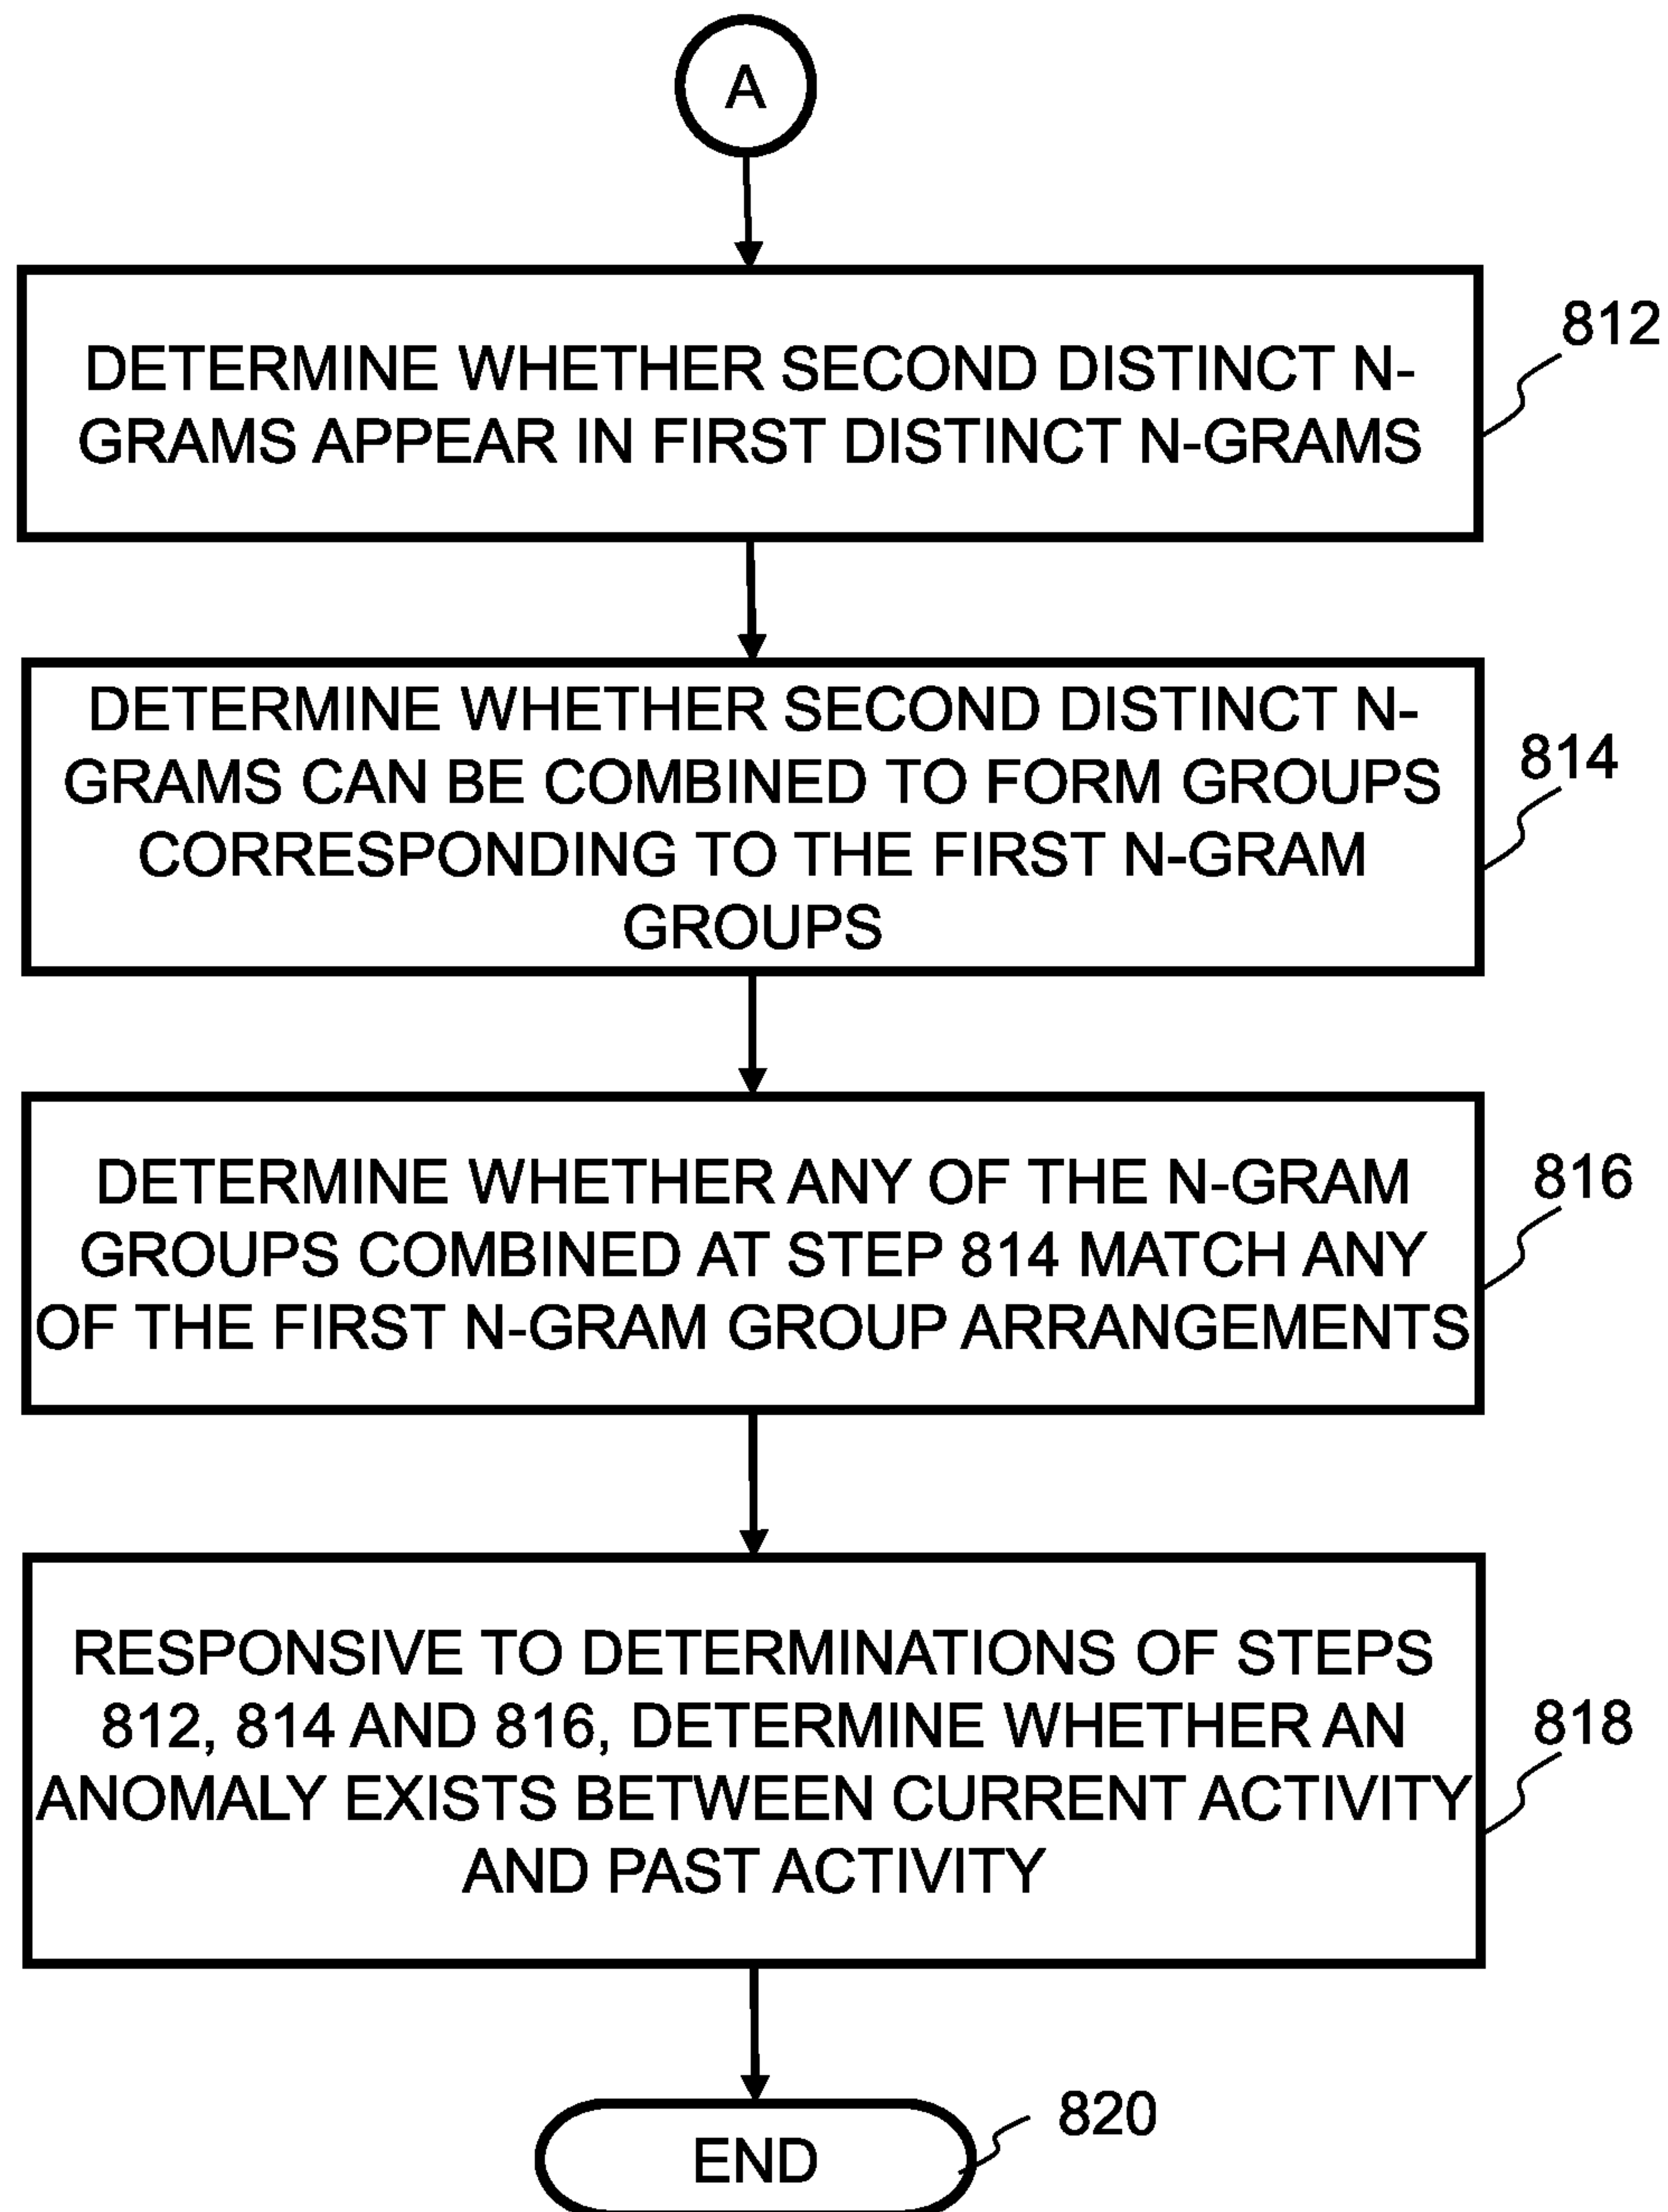 A
DETERMINE WHETHER SECOND DISTINCT N-
GRAMS APPEAR IN FIRST DISTINCT N-GRAMS
812
DETERMINE WHETHER SECOND DISTINCT N-
GRAMS CAN BE COMBINED TO FORM GROUPS
CORRESPONDING TO THE FIRST N-GRAM
GROUPS
814
DETERMINE WHETHER ANY OF THE N-GRAM
GROUPS COMBINED AT STEP 814 MATCH ANY
OF THE FIRST N-GRAM GROUP ARRANGEMENTS
816
RESPONSIVE TO DETERMINATIONS OF STEPS
812, 814 AND 816, DETERMINE WHETHER AN
ANOMALY EXISTS BETWEEN CURRENT ACTIVITY
AND PAST ACTIVITY
818
END
820